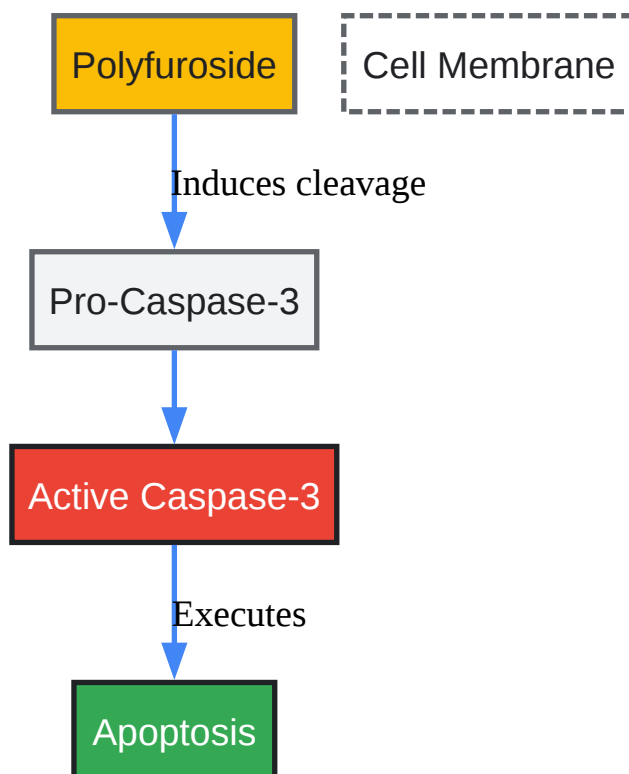 Polyfuroside
Cell Membrane
Induces cleavage
Pro-Caspase-3
Active Caspase-3
Executes
Apoptosis